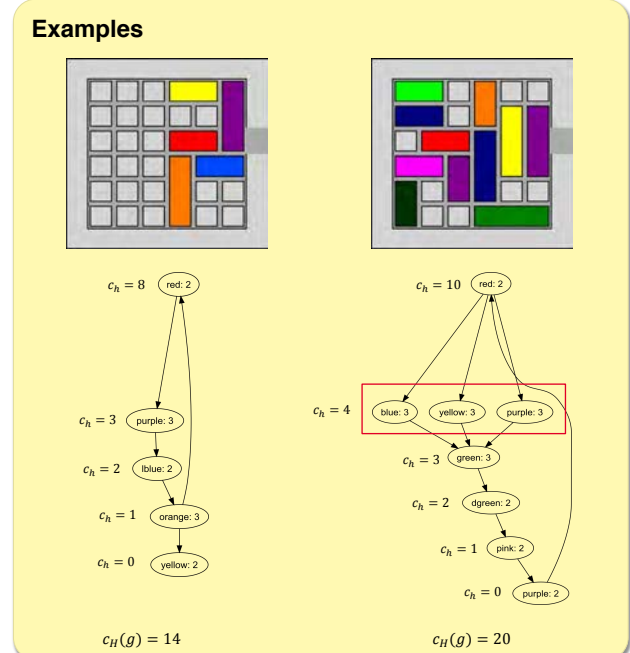 Examples
c_h = 8 red: 2
c_h = 3 purple: 3
c_h = 2 lblue: 2
c_h = 1 orange: 3
c_h = 0 yellow: 2
c_H(g) = 14
c_h = 10 red: 2
c_h = 4 blue: 3 yellow: 3 purple: 3
c_h = 3 green: 3
c_h = 2 dgreen: 2
c_h = 1 pink: 2
c_h = 0 purple: 2
c_H(g) = 20